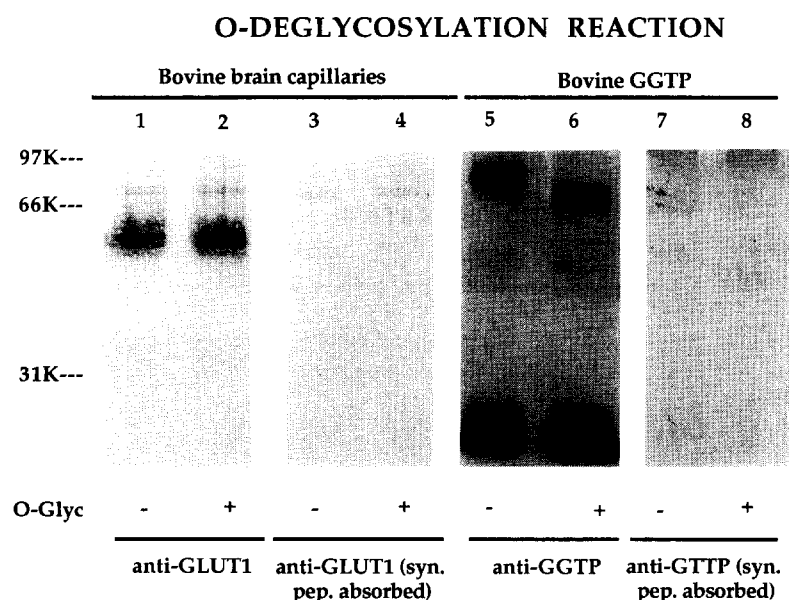 O-DEGLYCOSYLATION REACTION
Bovine brain capillaries
Bovine GGTP
1 2 3 4 5 6 7 8
97K---
66K---
31K---
O-Glyc - + - + - + - +
anti-GLUT1
anti-GLUT1 (syn.
pep. absorbed)
anti-GGTP
anti-GTTP (syn.
pep. absorbed)